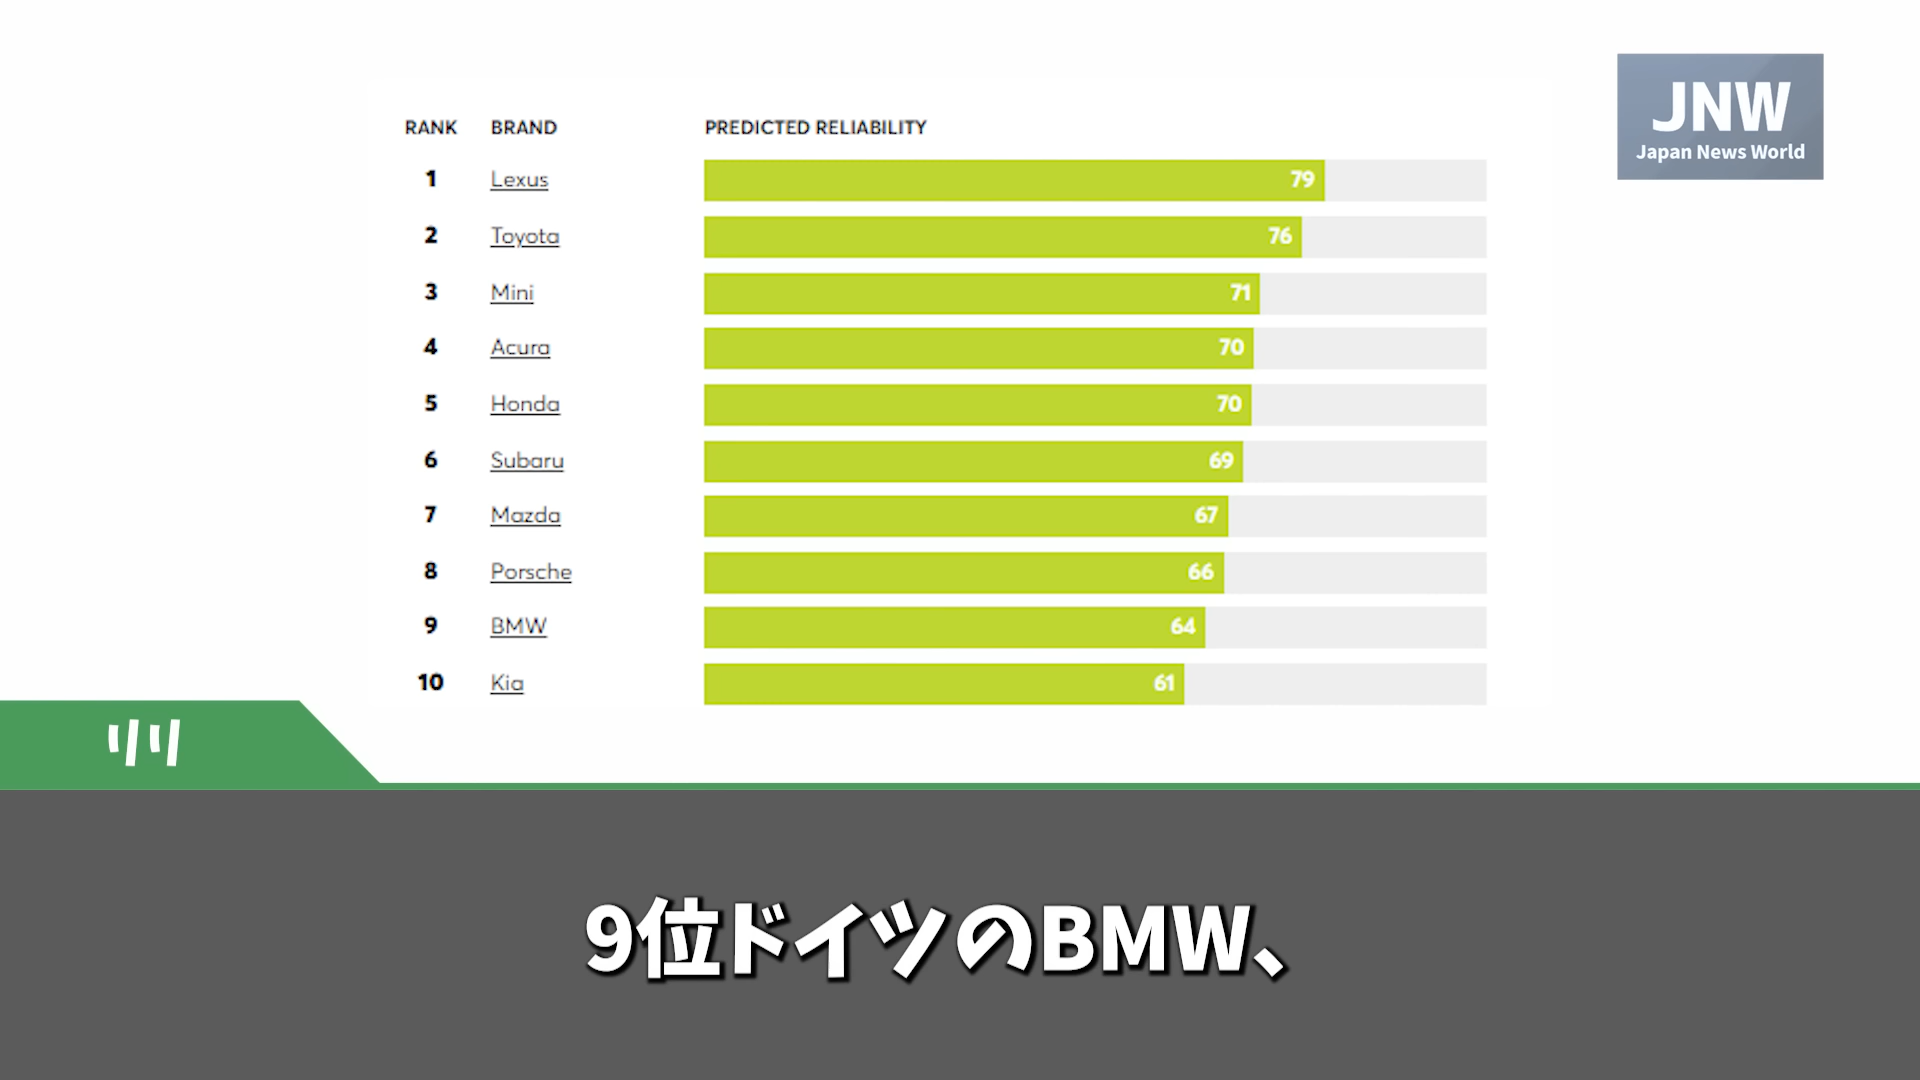 JNW
Japan News World
RANK BRAND PREDICTED RELIABILITY
1 Lexus 79
2 Toyota 76
3 Mini 71
4 Acura 70
5 Honda 70
6 Subaru 69
7 Mazda 67
8 Porsche 66
9 BMW 64
10 Kia 61
リリ
9位ドイツのBMW、